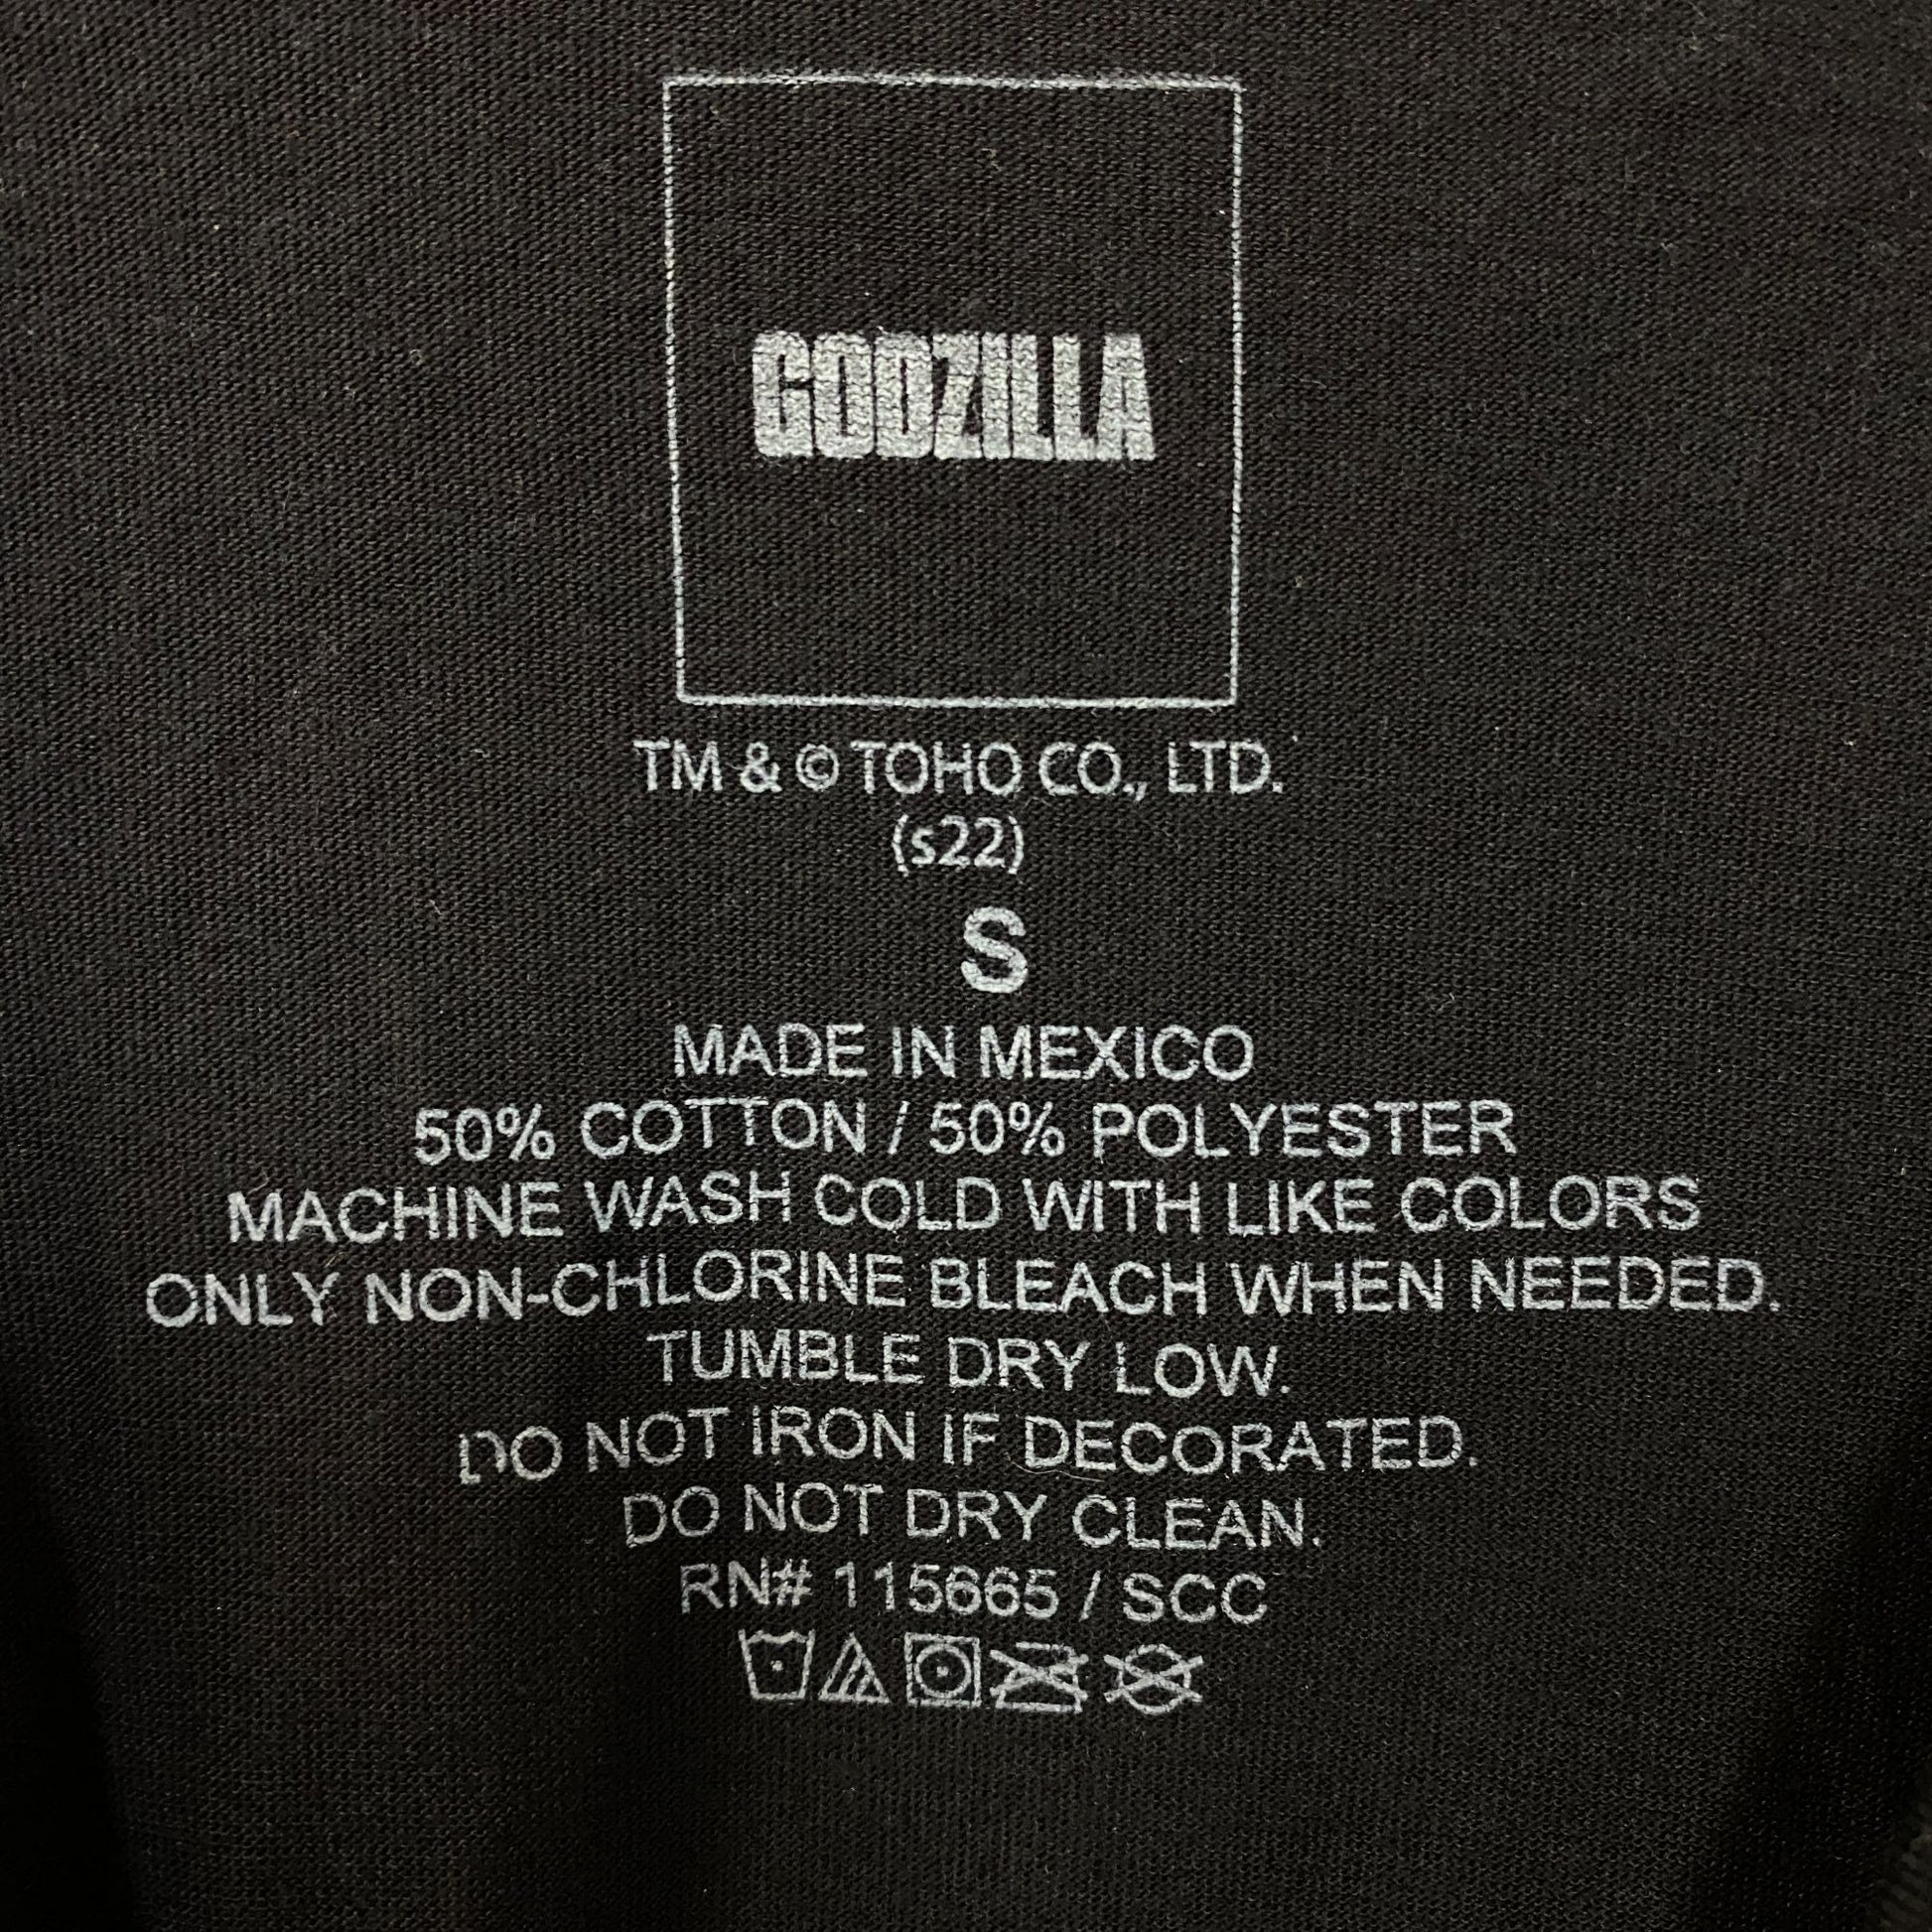 GODZILLA
TM & © TOHO CO., LTD.
(s22)
S
MADE IN MEXICO
50% COTTON / 50% POLYESTER
MACHINE WASH COLD WITH LIKE COLORS
ONLY NON-CHLORINE BLEACH WHEN NEEDED.
TUMBLE DRY LOW.
DO NOT IRON IF DECORATED.
DO NOT DRY CLEAN.
RN# 115665 / SCC